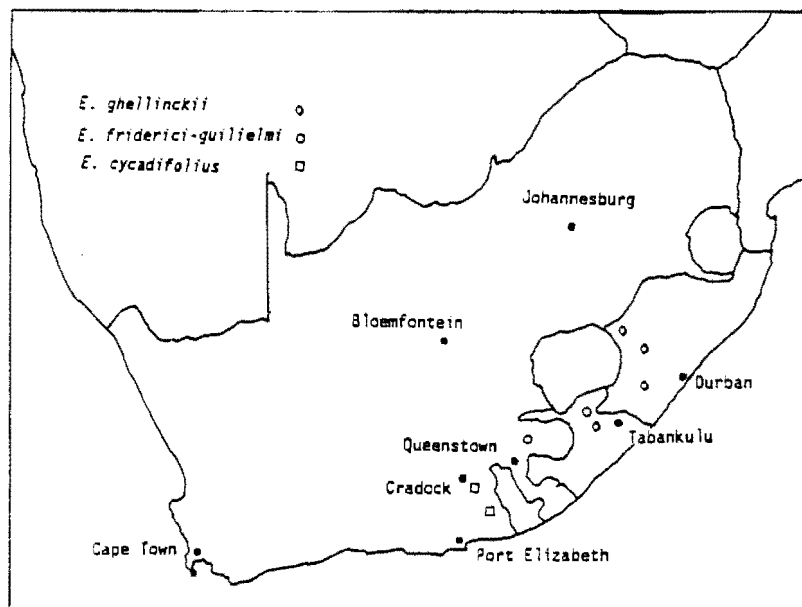 E. ghellinckii
E. friderici-guilielmi
E. cycadifolius
Johannesburg
Bloemfontein
Durban
Tabankulu
Queenstown
Cradock
Cape Town
Port Elizabeth